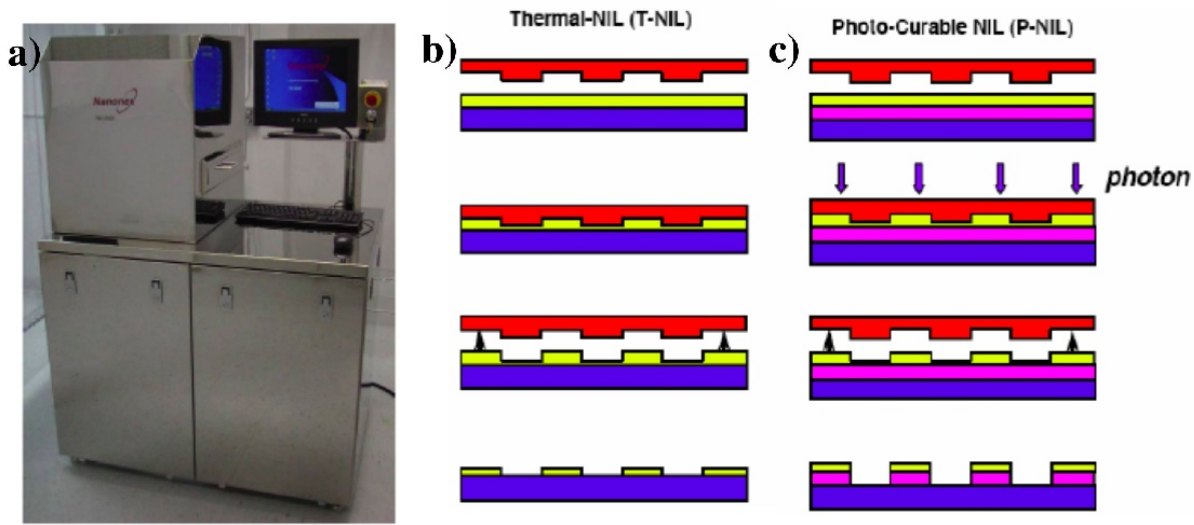 a)
Nanonex
b)
Thermal-NIL (T-NIL)
c)
Photo-Curable NIL (P-NIL)
photon